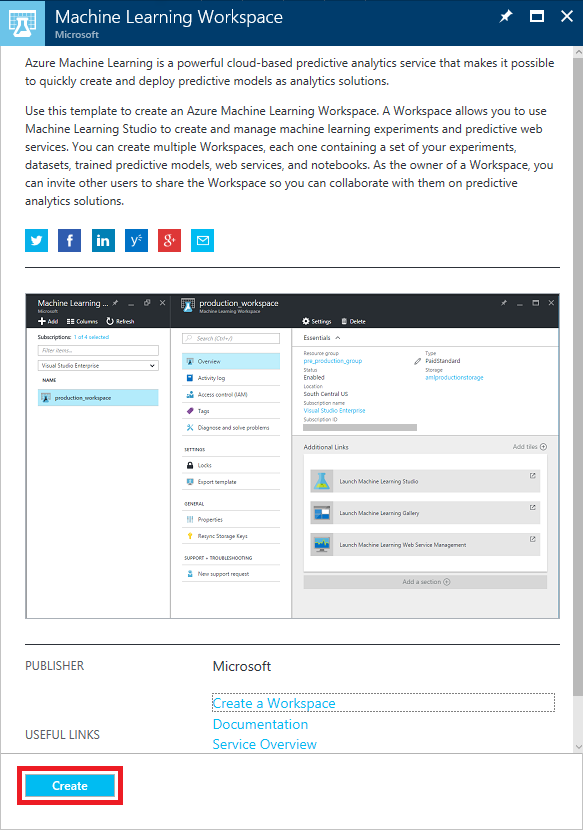 Machine Learning Workspace
Microsoft
Azure Machine Learning is a powerful cloud-based predictive analytics service that makes it possible
to quickly create and deploy predictive models as analytics solutions.
Use this template to create an Azure Machine Learning Workspace. A Workspace allows you to use
Machine Learning Studio to create and manage machine learning experiments and predictive web
services. You can create multiple Workspaces, each one containing a set of your experiments,
datasets, trained predictive models, web services, and notebooks. As the owner of a Workspace, you
can invite other users to share the Workspace so you can collaborate with them on predictive
analytics solutions.
Machine Learning ...
Microsoft
Add Columns Refresh
Subscriptions: 1 of 4 selected
Filter items...
Visual Studio Enterprise
NAME
production_workspace
production_workspace
Machine Learning Workspace
Search (Ctrl+/)
Overview
Activity log
Access control (IAM)
Tags
Diagnose and solve problems
SETTINGS
Locks
Export template
GENERAL
Properties
Resync Storage Keys
SUPPORT + TROUBLESHOOTING
New support request
Settings Delete
Essentials
Resource group
pre_production_group
Status
Enabled
Location
South Central US
Subscription name
Visual Studio Enterprise
Subscription ID
Type
PaidStandard
Storage
amlproductionstorage
Additional Links Add tiles
Launch Machine Learning Studio
Launch Machine Learning Gallery
Launch Machine Learning Web Service Management
Add a section
PUBLISHER Microsoft
USEFUL LINKS
Create a Workspace
Documentation
Service Overview
Create